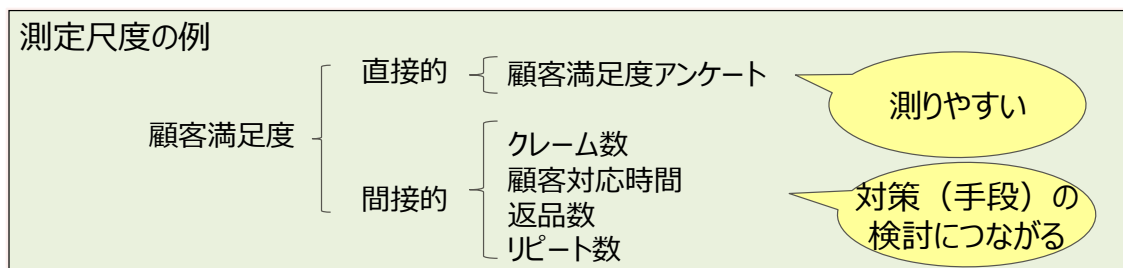 測定尺度の例
直接的
顧客満足度アンケート
測りやすい
顧客満足度
クレーム数
顧客対応時間
間接的
返品数
リピート数
対策（手段）の
検討につながる